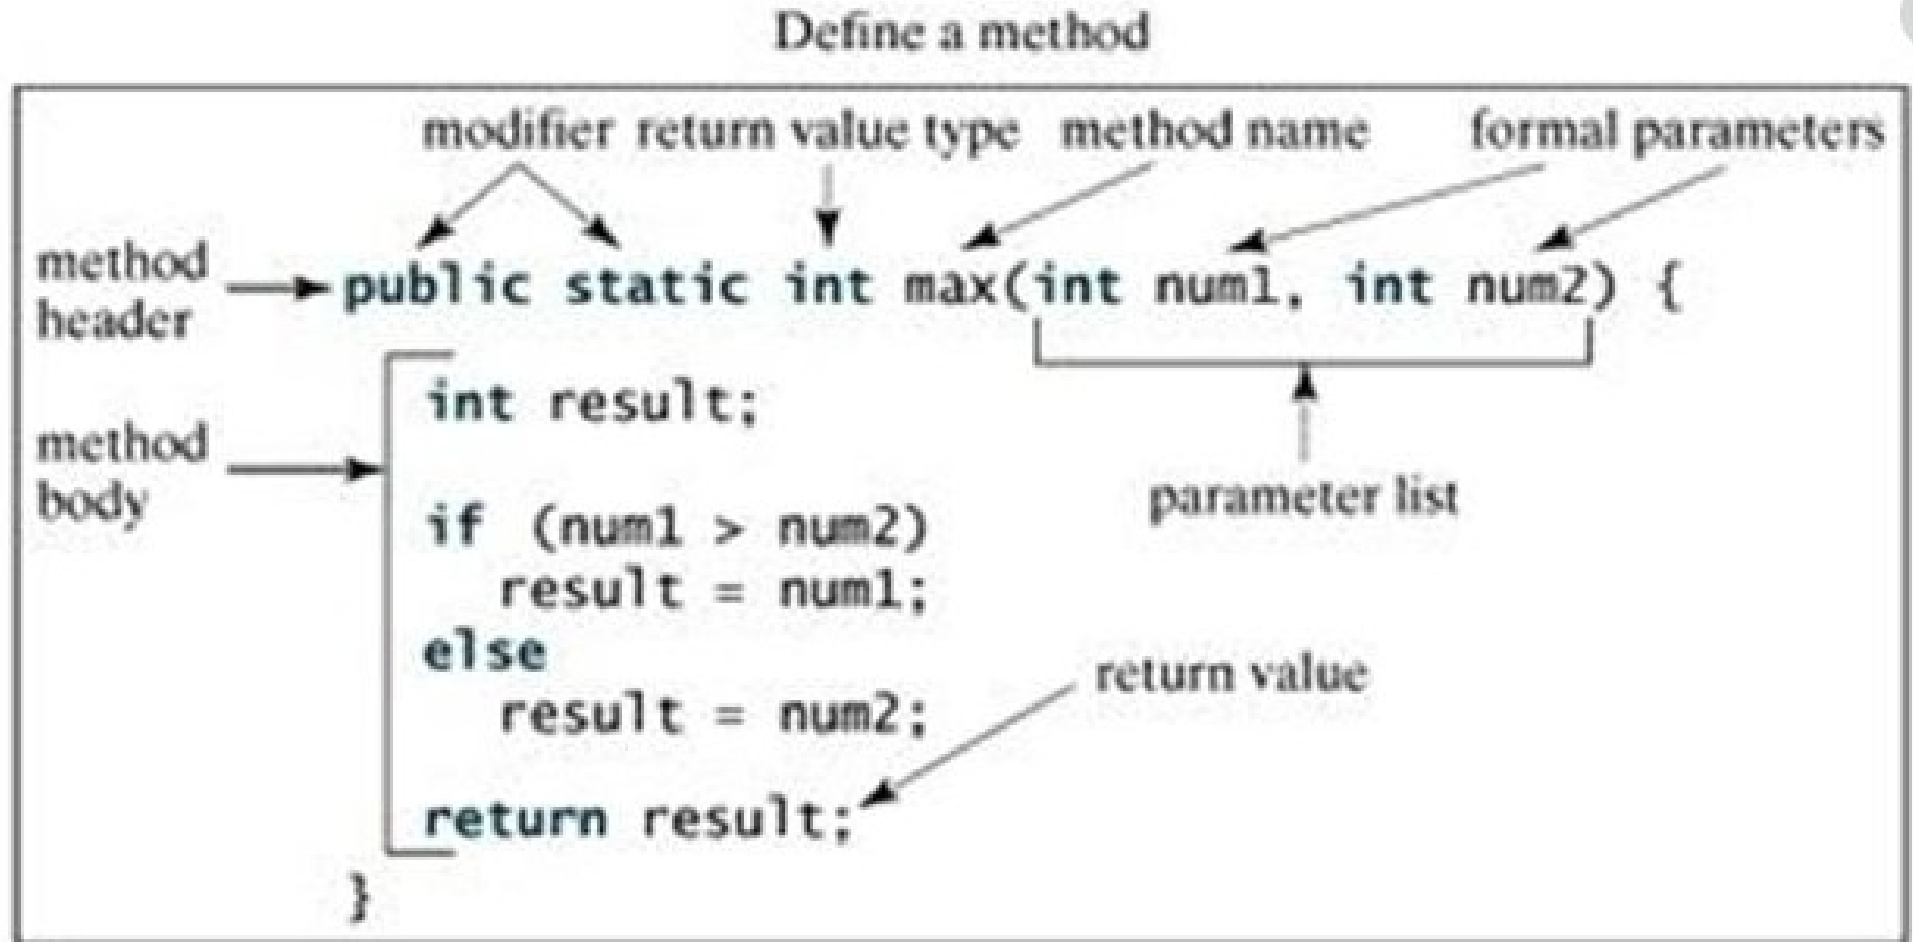 Define a method
modifier return value type method name formal parameters
method header
public static int max(int num1, int num2) {
method body
int result;
parameter list
if (num1 > num2)
result = num1;
else
result = num2;
return value
return result;
}